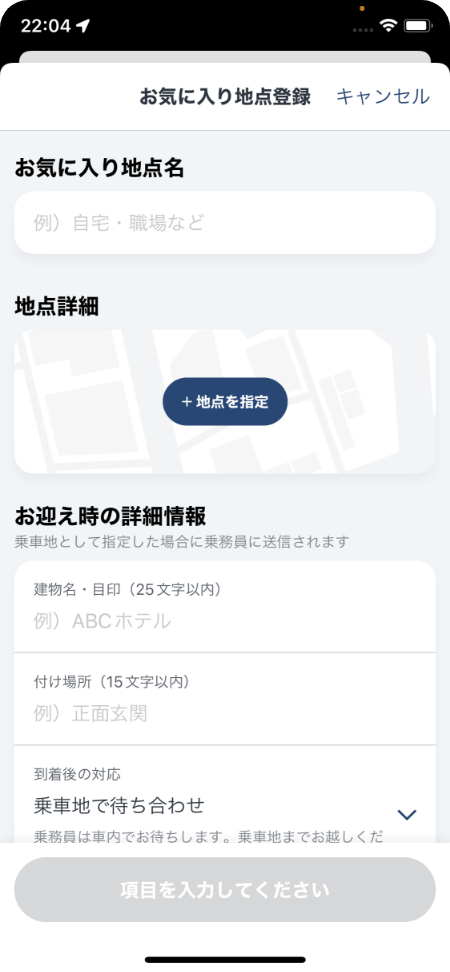 22:04
お気に入り地点登録 キャンセル
お気に入り地点名
例）自宅・職場など
地点詳細
+ 地点を指定
お迎え時の詳細情報
乗車地として指定した場合に乗務員に送信されます
建物名・目印（25文字以内）
例）ABCホテル
付け場所（15文字以内）
例）正面玄関
到着後の対応
乗車地で待ち合わせ
乗務員は車内でお待ちします。乗車地までお越しくだ
項目を入力してください